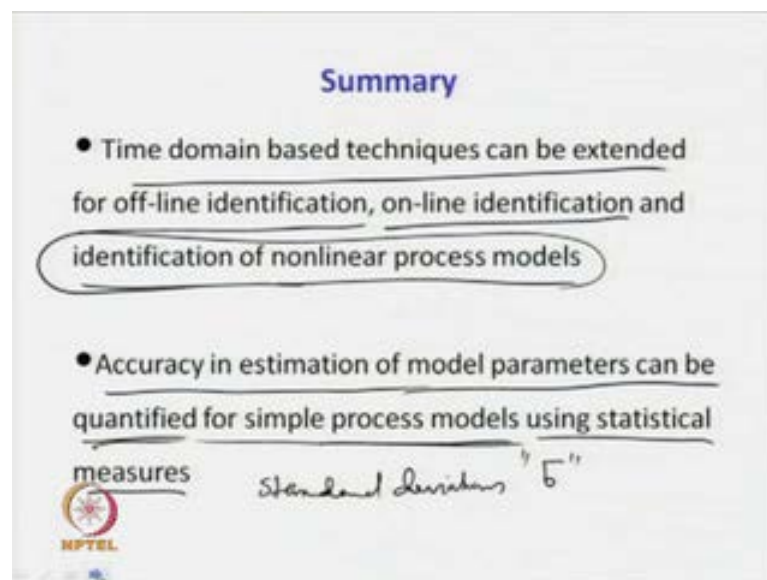 Summary
• Time domain based techniques can be extended
for off-line identification, on-line identification and
identification of nonlinear process models
•Accuracy in estimation of model parameters can be
quantified for simple process models using statistical
measures standard deviations "σ"
NPTEL